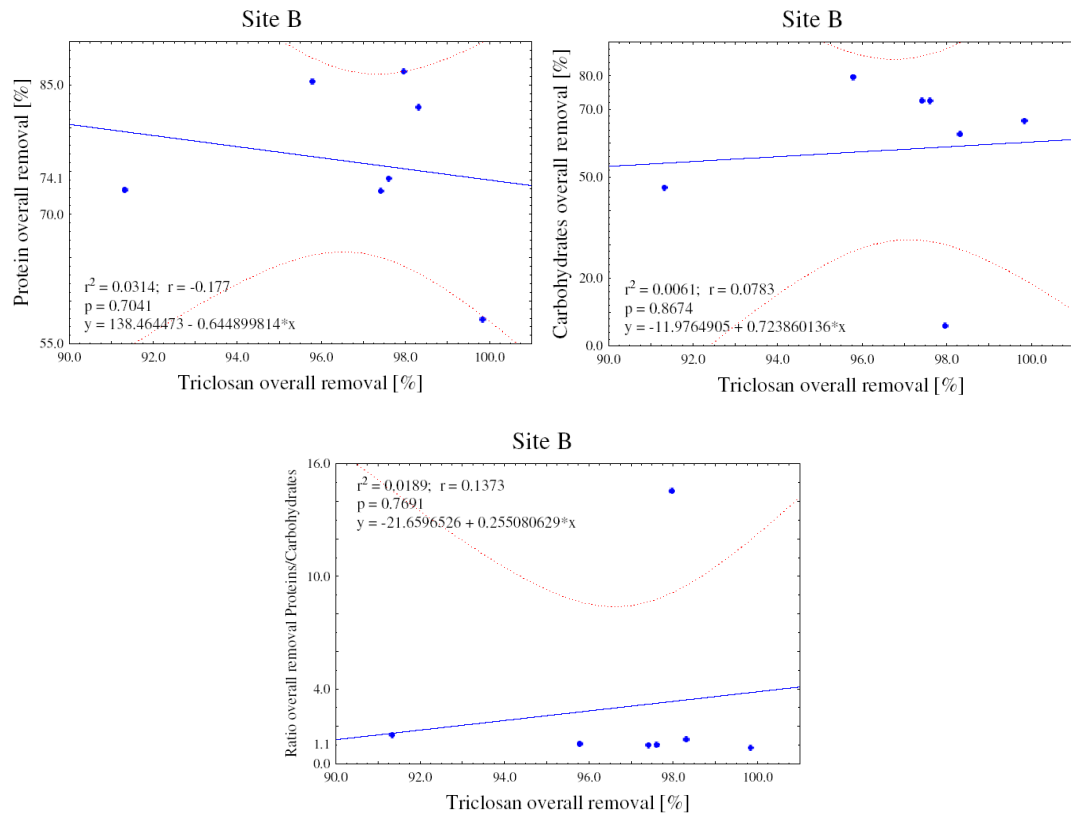 Site B
Protein overall removal [%]
85.0
74.1
70.0
55.0
r² = 0.0314; r = -0.177
p = 0.7041
y = 138.464473 - 0.644899814*x
90.0 92.0 94.0 96.0 98.0 100.0
Triclosan overall removal [%]
Site B
Carbohydrates overall removal [%]
80.0
70.0
50.0
20.0
0.0
r² = 0.0061; r = 0.0783
p = 0.8674
y = -11.9764905 + 0.723860136*x
90.0 92.0 94.0 96.0 98.0 100.0
Triclosan overall removal [%]
Site B
Ratio overall removal Proteins/Carbohydrates
16.0
10.0
4.0
1.1
0.0
r² = 0.0189; r = 0.1373
p = 0.7691
y = -21.6596526 + 0.255080629*x
90.0 92.0 94.0 96.0 98.0 100.0
Triclosan overall removal [%]